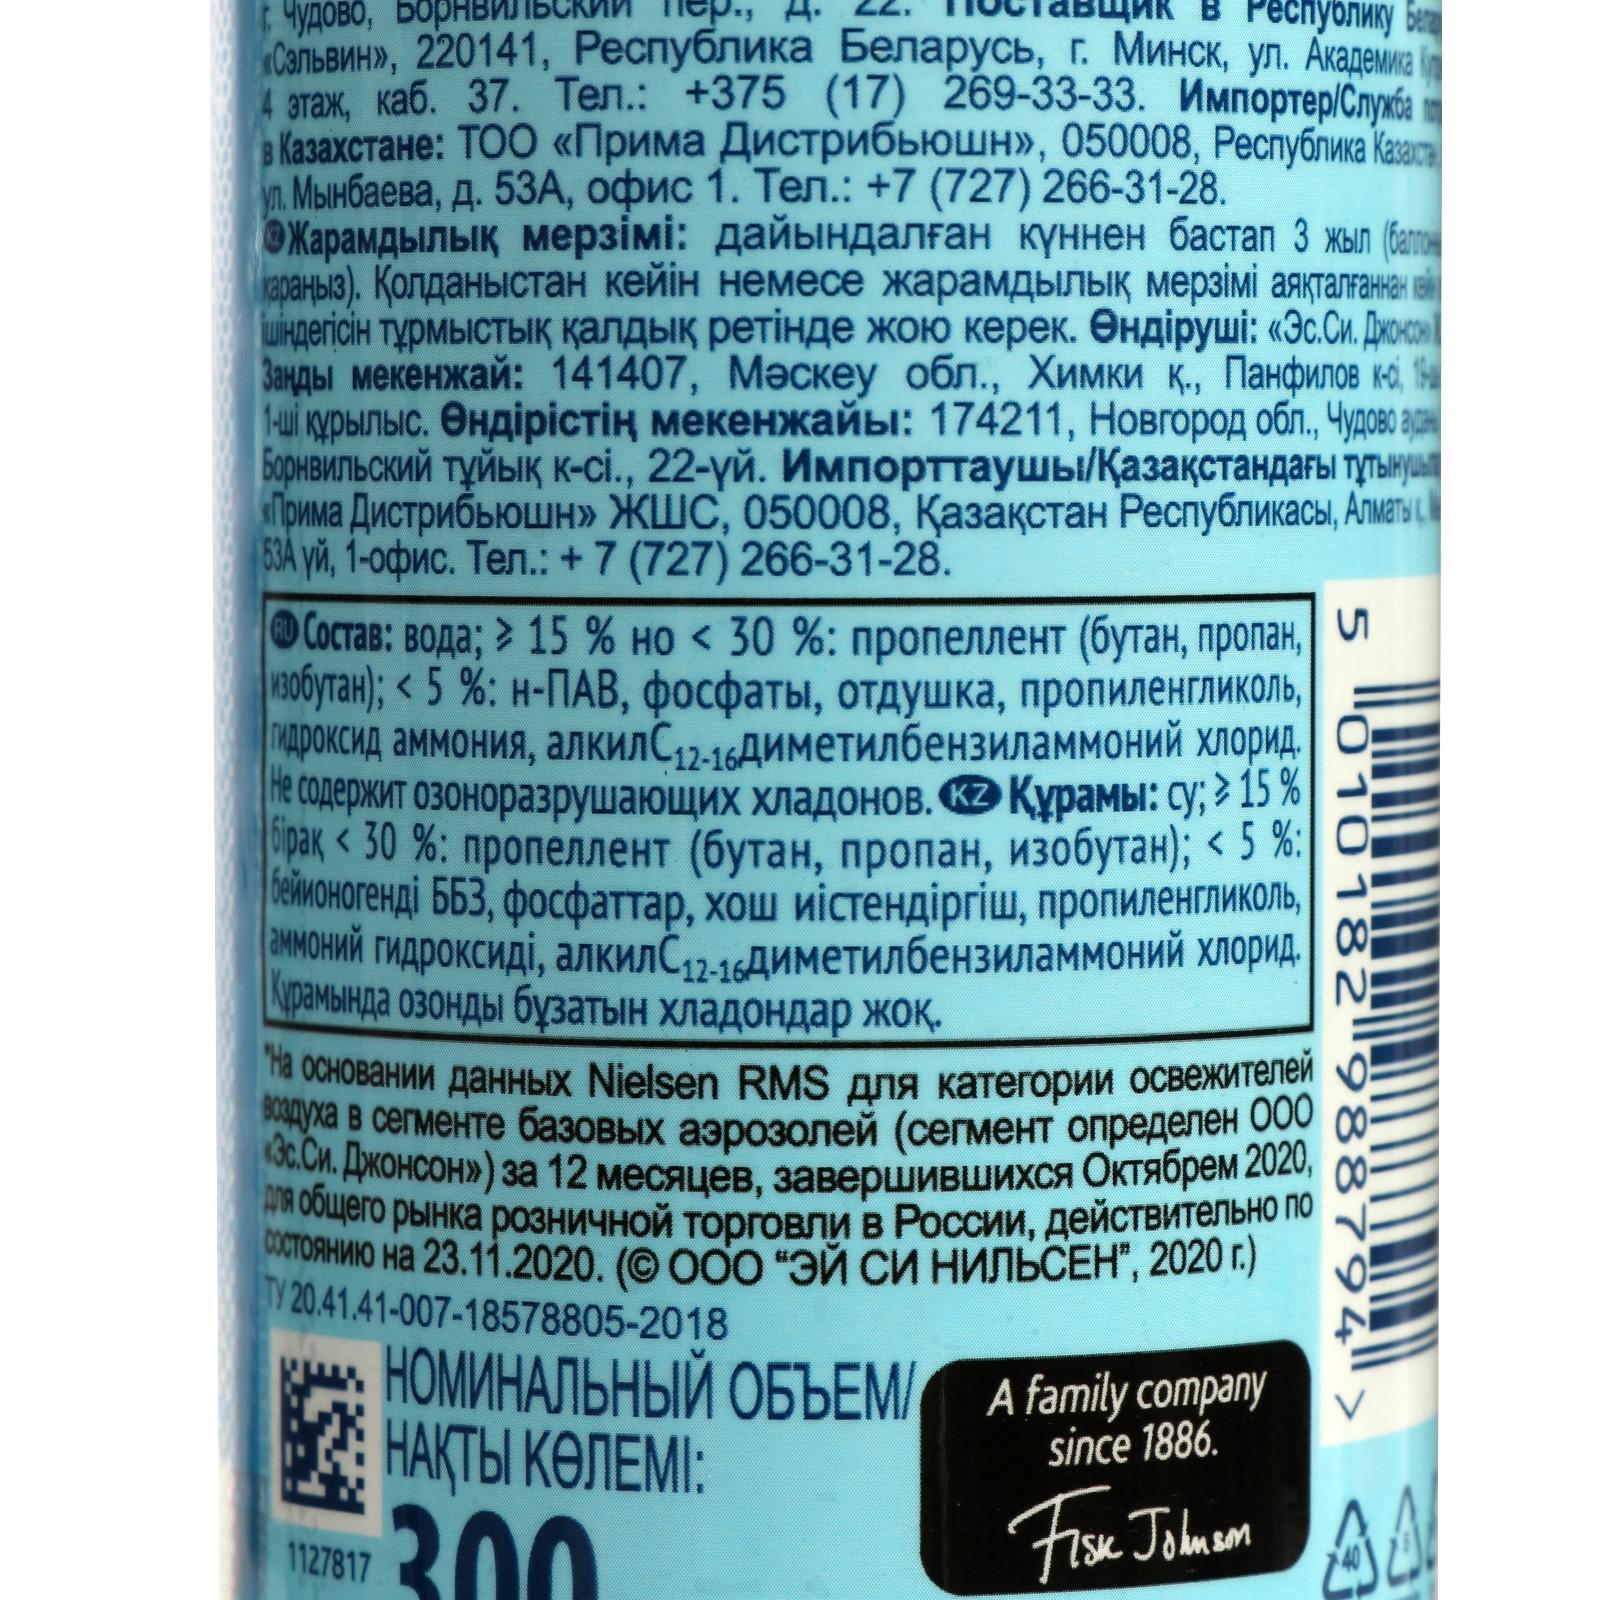 г. Чудово, Борнвильский пер., д. 22. Поставщик в Республику
«Сэльвин», 220141, Республика Беларусь, г. Минск, ул. Академика
4 этаж, каб. 37. Тел.: +375 (17) 269-33-33. Импортер/Служба
в Казахстане: ТОО «Прима Дистрибьюшн», 050008, Республика
ул. Мынбаева, д. 53А, офис 1. Тел.: +7 (727) 266-31-28.
KZ Жарамдылық мерзімі: дайындалған күннен бастап 3 жыл
қараңыз). Қолданыстан кейін немесе жарамдылық мерзімі аяқталғаннан
ішіндегісін тұрмыстық қалдық ретінде жою керек. Өндіруші: «Эс.Си. Джонсон»
Заңды мекенжай: 141407, Мәскеу обл., Химки қ., Панфилов к-сі,
1-ші құрылыс. Өндірістің мекенжайы: 174211, Новгород обл., Чудово
Борнвильский тұйық к-сі., 22-үй. Импорттаушы/Қазақстандағы
«Прима Дистрибьюшн» ЖШС, 050008, Қазақстан Республикасы, Алматы қ.,
53А үй, 1-офис. Тел.: + 7 (727) 266-31-28.
RU Состав: вода; ⩾ 15 % но < 30 %: пропеллент (бутан, пропан,
изобутан); < 5 %: н-ПАВ, фосфаты, отдушка, пропиленгликоль,
гидроксид аммония, алкилС12-16диметилбензиламмоний хлорид.
Не содержит озоноразрушающих хладонов. KZ Құрамы: су; ⩾ 15 %
бірақ < 30 %: пропеллент (бутан, пропан, изобутан); < 5 %:
бейионогенді ББЗ, фосфаттар, хош иістендіргіш, пропиленгликоль,
аммоний гидроксиді, алкилС12-16диметилбензиламмоний хлорид.
Құрамында озонды бұзатын хладондар жоқ.
*На основании данных Nielsen RMS для категории освежителей
воздуха в сегменте базовых аэрозолей (сегмент определен ООО
«Эс.Си. Джонсон») за 12 месяцев, завершившихся Октябрем 2020,
для общего рынка розничной торговли в России, действительно по
состоянию на 23.11.2020. (© ООО "ЭЙ СИ НИЛЬСЕН", 2020 г.)
ТУ 20.41.41-007-18578805-2018
НОМИНАЛЬНЫЙ ОБЪЕМ/
НАҚТЫ КӨЛЕМІ:
300
1127817
A family company
since 1886.
Fisk Johnson
5 010182 988794 >
40